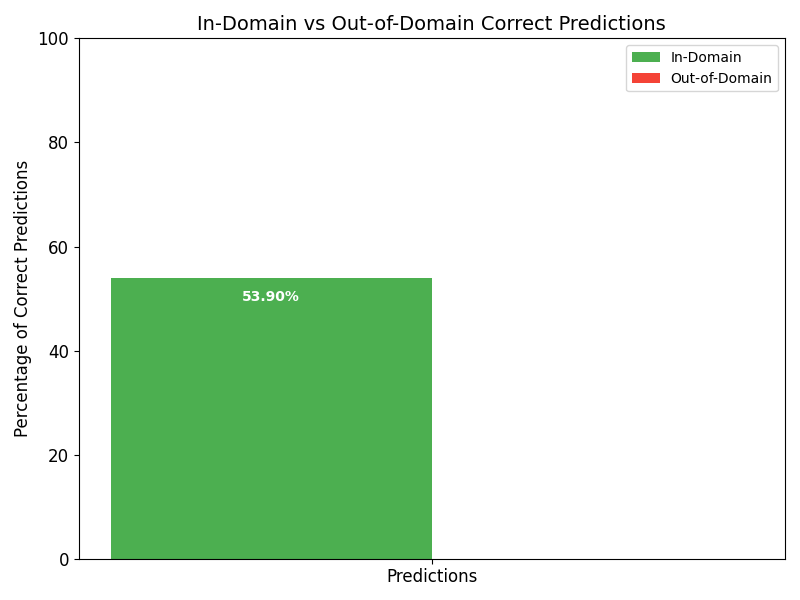 In-Domain vs Out-of-Domain Correct Predictions
In-Domain
Out-of-Domain
Percentage of Correct Predictions
100
80
60
40
20
0
53.90%
Predictions